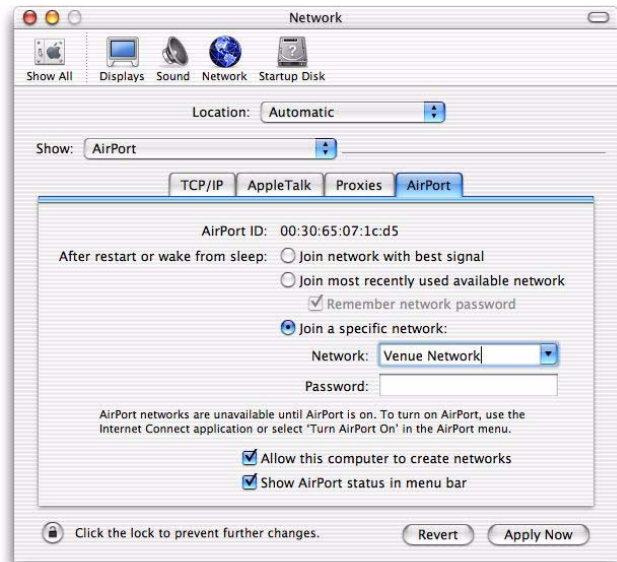 Network
Show All Displays Sound Network Startup Disk
Location: Automatic
Show: AirPort
TCP/IP AppleTalk Proxies AirPort
AirPort ID: 00:30:65:07:1c:d5
After restart or wake from sleep: Join network with best signal
Join most recently used available network
Remember network password
Join a specific network:
Network: Venue Network
Password:
AirPort networks are unavailable until AirPort is on. To turn on AirPort, use the
Internet Connect application or select 'Turn AirPort On' in the AirPort menu.
Allow this computer to create networks
Show AirPort status in menu bar
Click the lock to prevent further changes. Revert Apply Now